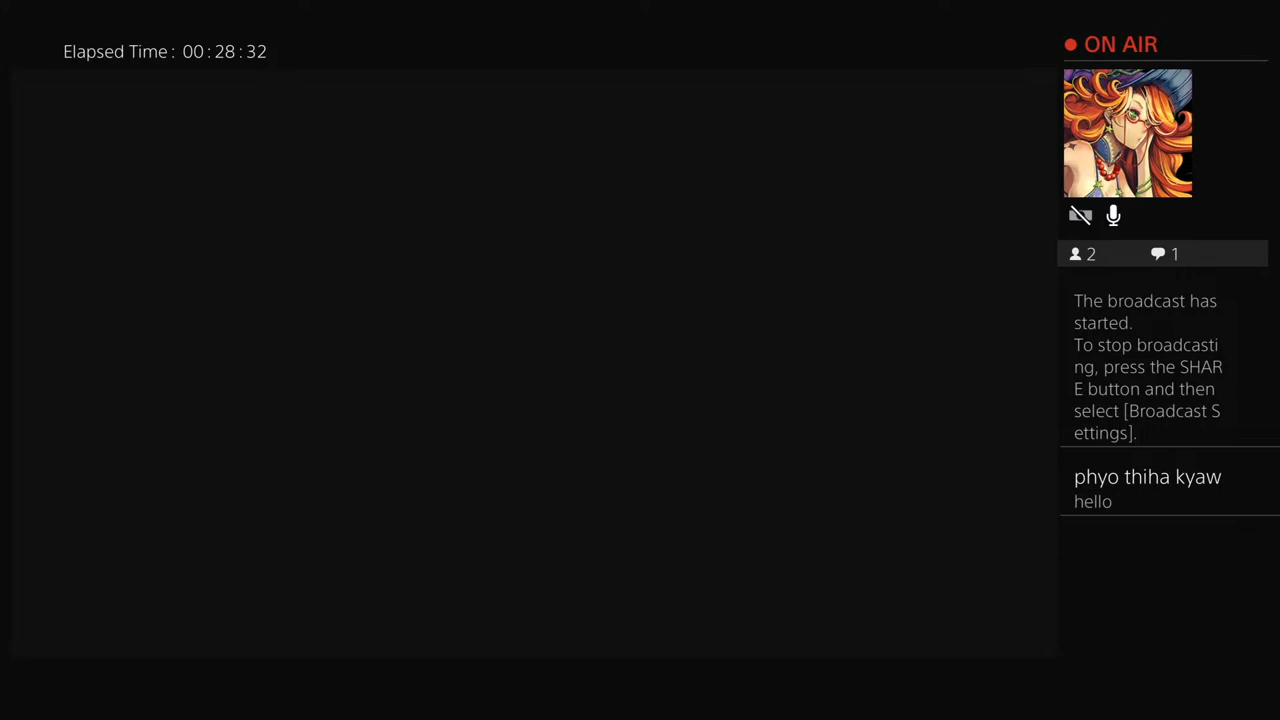 Elapsed Time : 00 : 28 : 32
ON AIR
2 1
The broadcast has
started.
To stop broadcasti
ng, press the SHAR
E button and then
select [Broadcast S
ettings].
phyo thiha kyaw
hello